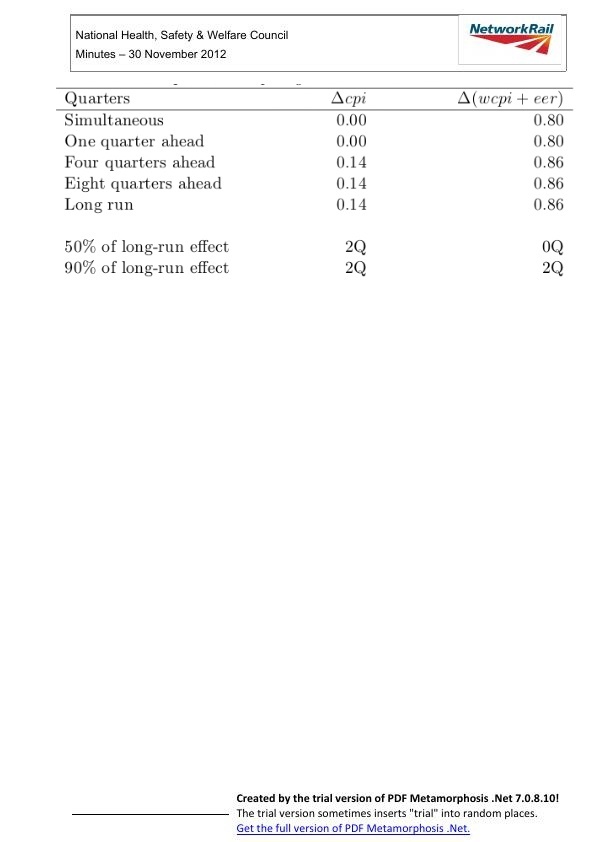 National Health, Safety & Welfare Council
Minutes – 30 November 2012
NetworkRail
Quarters Δcpi Δ(wcpi + eer)
Simultaneous 0.00 0.80
One quarter ahead 0.00 0.80
Four quarters ahead 0.14 0.86
Eight quarters ahead 0.14 0.86
Long run 0.14 0.86
50% of long-run effect 2Q 0Q
90% of long-run effect 2Q 2Q
Created by the trial version of PDF Metamorphosis .Net 7.0.8.10!
The trial version sometimes inserts "trial" into random places.
Get the full version of PDF Metamorphosis .Net.